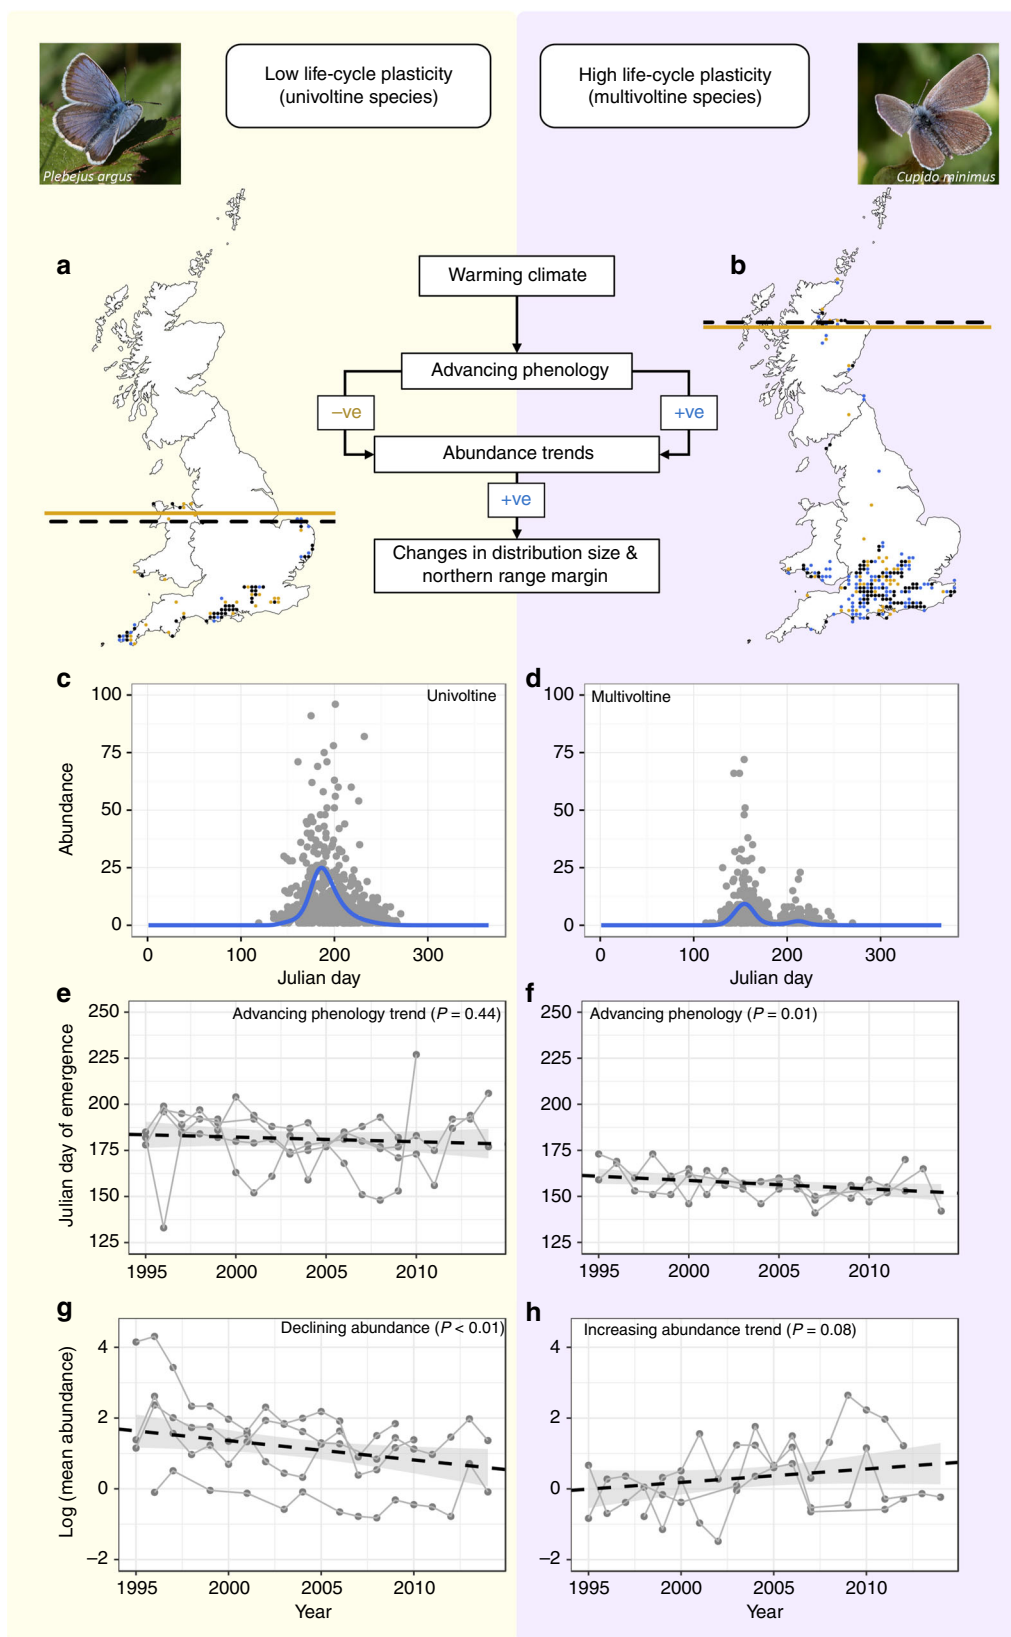 Low life-cycle plasticity
(univoltine species)
High life-cycle plasticity
(multivoltine species)
Plebejus argus
Cupido minimus
a
b
Warming climate
Advancing phenology
–ve
+ve
Abundance trends
+ve
Changes in distribution size &
northern range margin
c
Univoltine
Abundance
100
75
50
25
0
0 100 200 300
Julian day
d
Multivoltine
100
75
50
25
0
0 100 200 300
Julian day
e
Advancing phenology trend (P = 0.44)
Julian day of emergence
250
225
200
175
150
125
1995 2000 2005 2010
f
Advancing phenology (P = 0.01)
250
225
200
175
150
125
1995 2000 2005 2010
g
Declining abundance (P < 0.01)
Log (mean abundance)
4
2
0
–2
1995 2000 2005 2010
Year
h
Increasing abundance trend (P = 0.08)
4
2
0
–2
1995 2000 2005 2010
Year